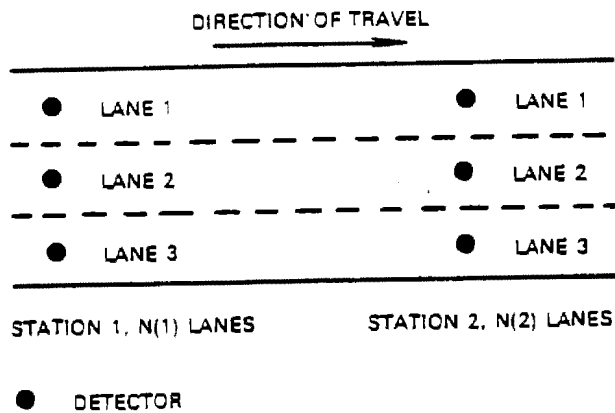 DIRECTION OF TRAVEL
LANE 1 LANE 1
LANE 2 LANE 2
LANE 3 LANE 3
STATION 1, N(1) LANES STATION 2, N(2) LANES
DETECTOR